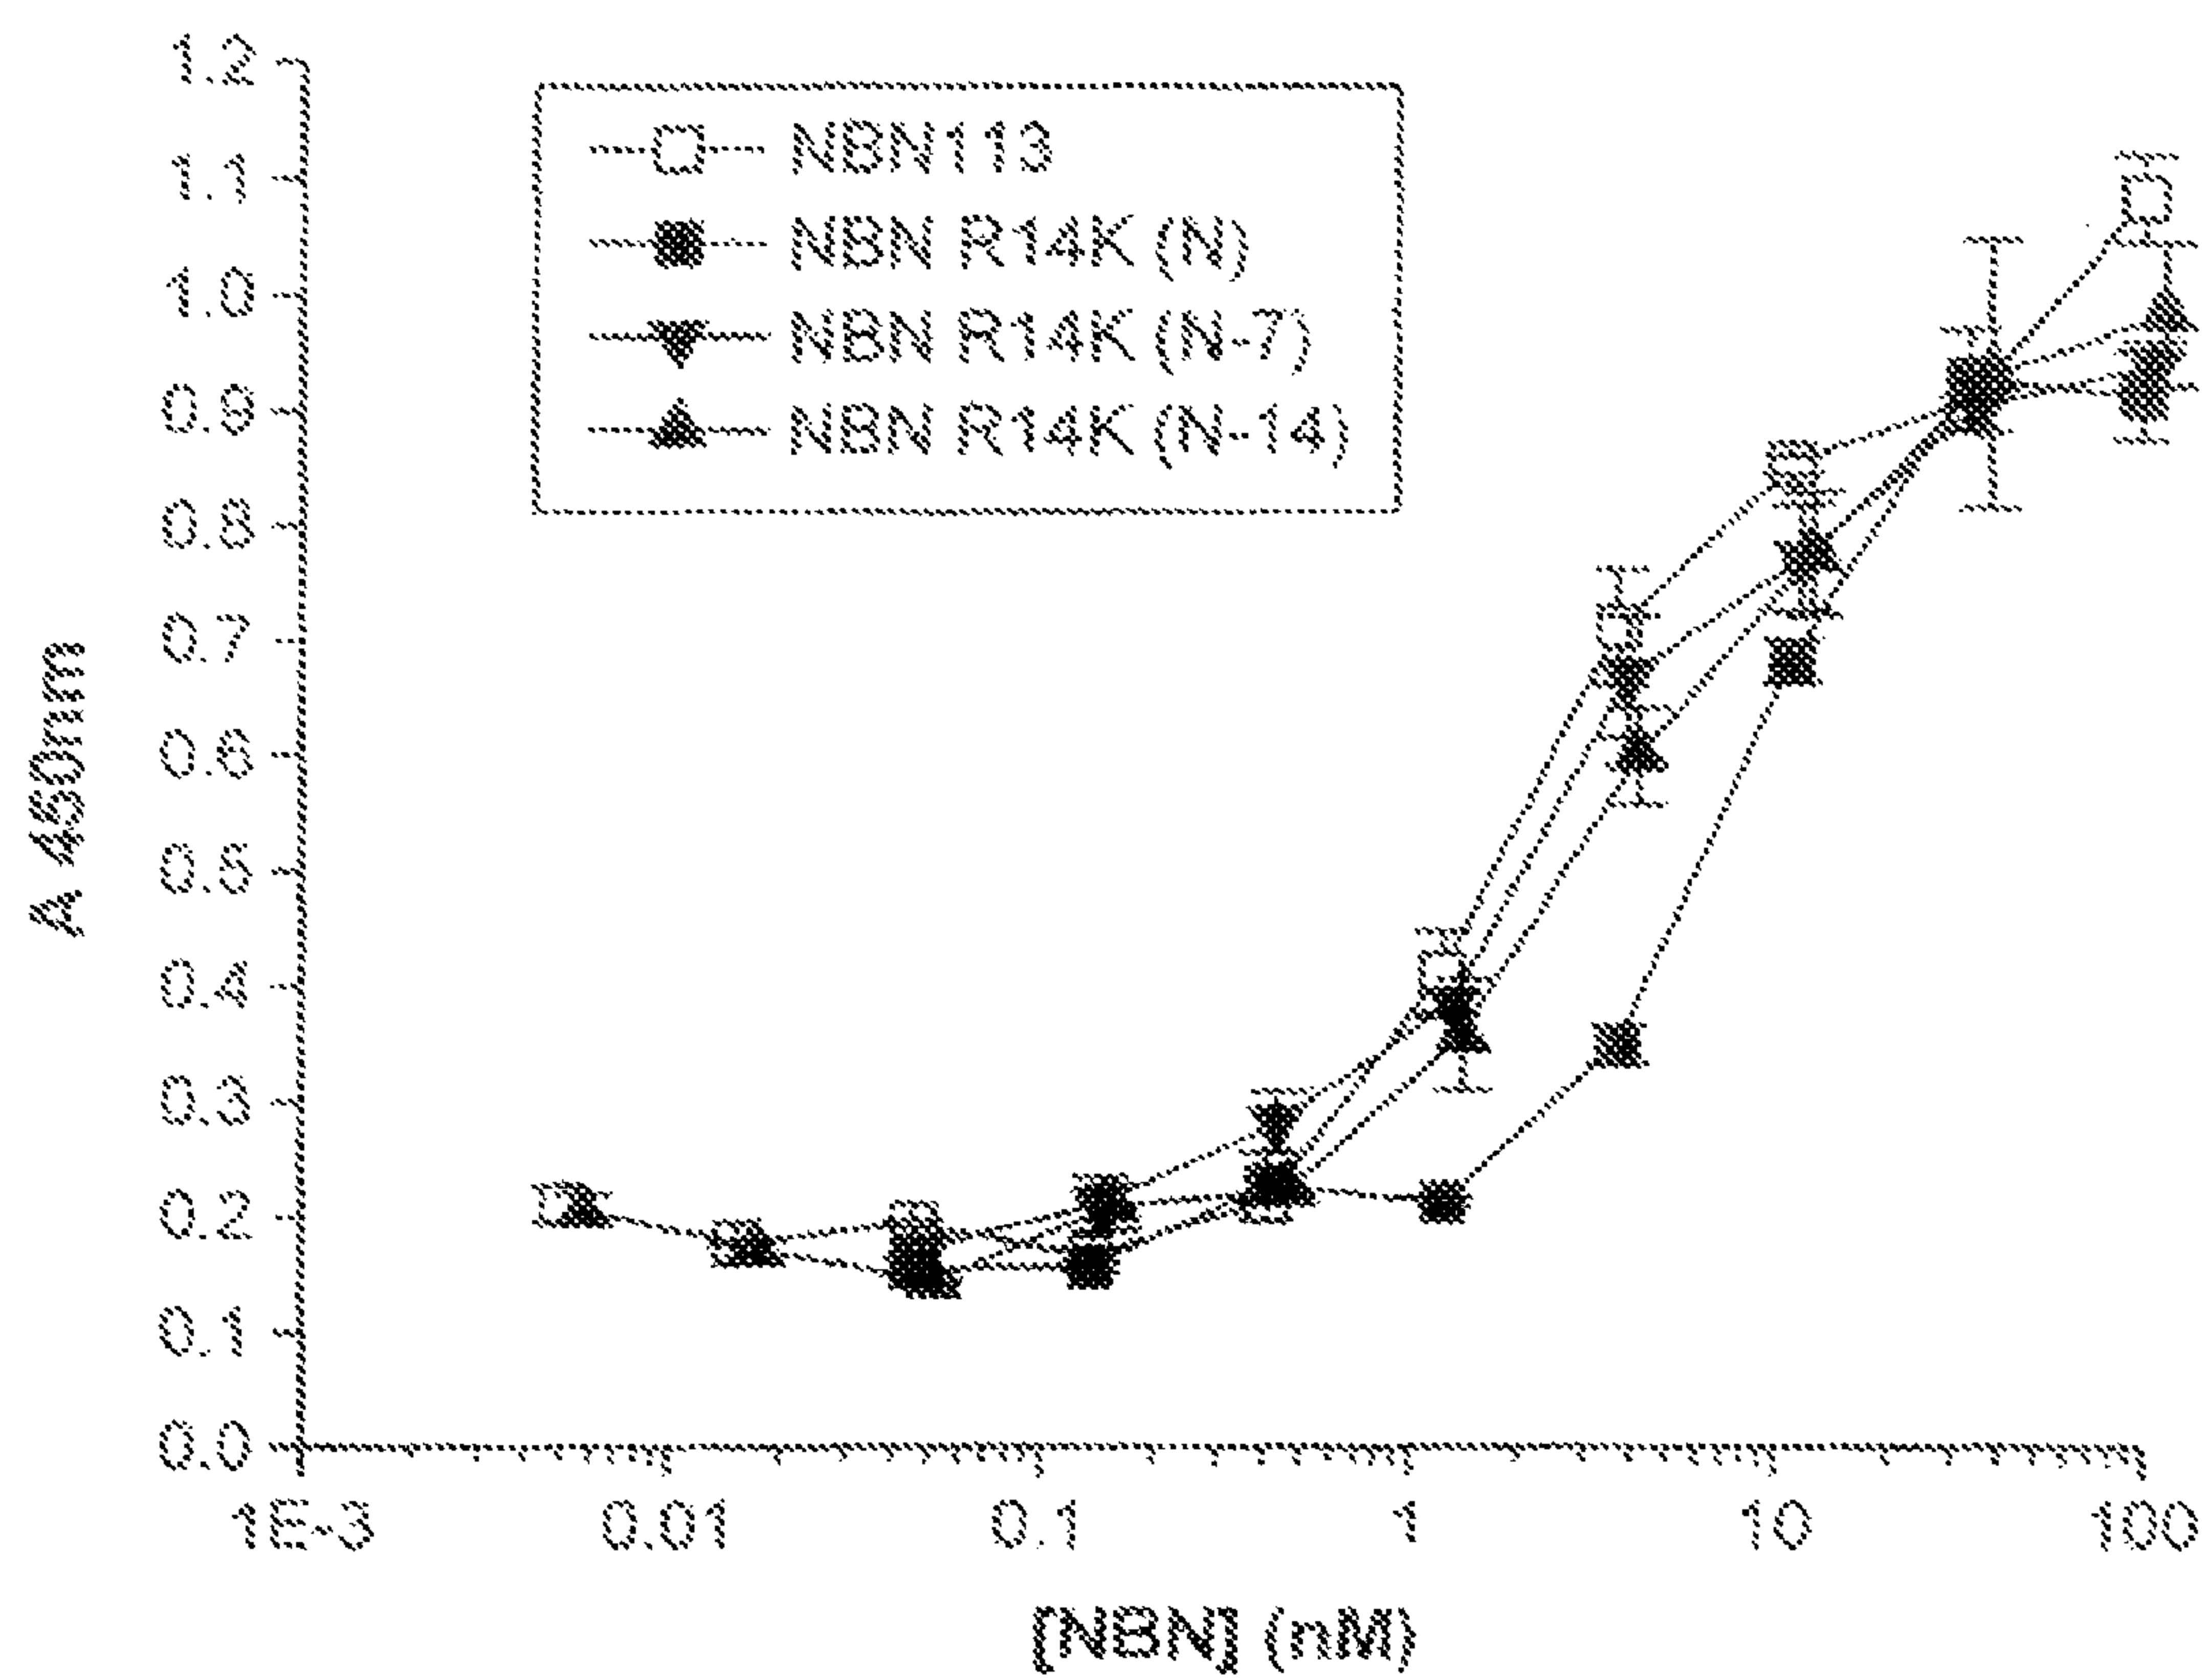 1.2
1.1
1.0
0.9
0.8
0.7
0.6
0.5
0.4
0.3
0.2
0.1
0.0
A 450nm
NBN113
NBN R14K (N)
NBN R14K (N-7)
NBN R14K (N-14)
1E-3 0.01 0.1 1 10 100
[NBN] (nM)